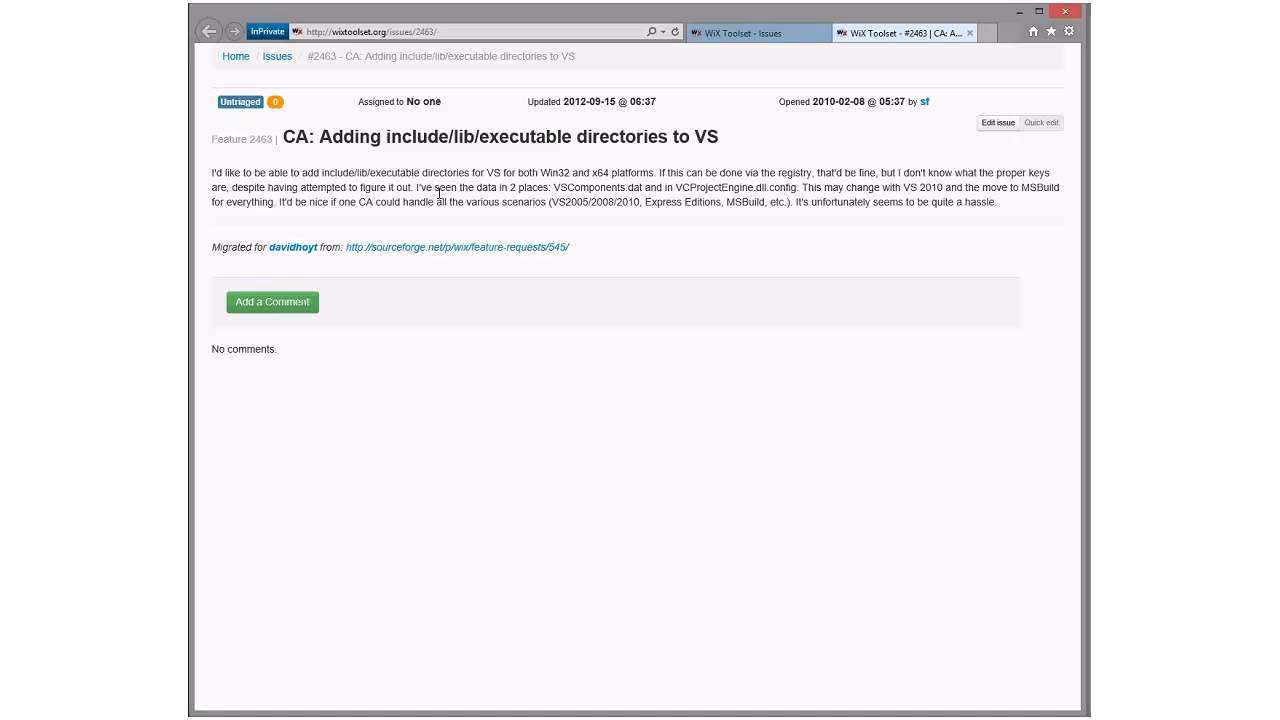 InPrivate http://wixtoolset.org/issues/2463/ WiX Toolset - Issues WiX Toolset - #2463 | CA: A...
Home / Issues / #2463 - CA: Adding include/lib/executable directories to VS
Untriaged 0 Assigned to No one Updated 2012-09-15 @ 06:37 Opened 2010-02-08 @ 05:37 by sf
Edit issue Quick edit
Feature 2463 | CA: Adding include/lib/executable directories to VS
I'd like to be able to add include/lib/executable directories for VS for both Win32 and x64 platforms. If this can be done via the registry, that'd be fine, but I don't know what the proper keys
are, despite having attempted to figure it out. I've seen the data in 2 places: VSComponents.dat and in VCProjectEngine.dll.config. This may change with VS 2010 and the move to MSBuild
for everything. It'd be nice if one CA could handle all the various scenarios (VS2005/2008/2010, Express Editions, MSBuild, etc.). It's unfortunately seems to be quite a hassle.
Migrated for davidhoyt from: http://sourceforge.net/p/wix/feature-requests/545/
Add a Comment
No comments.